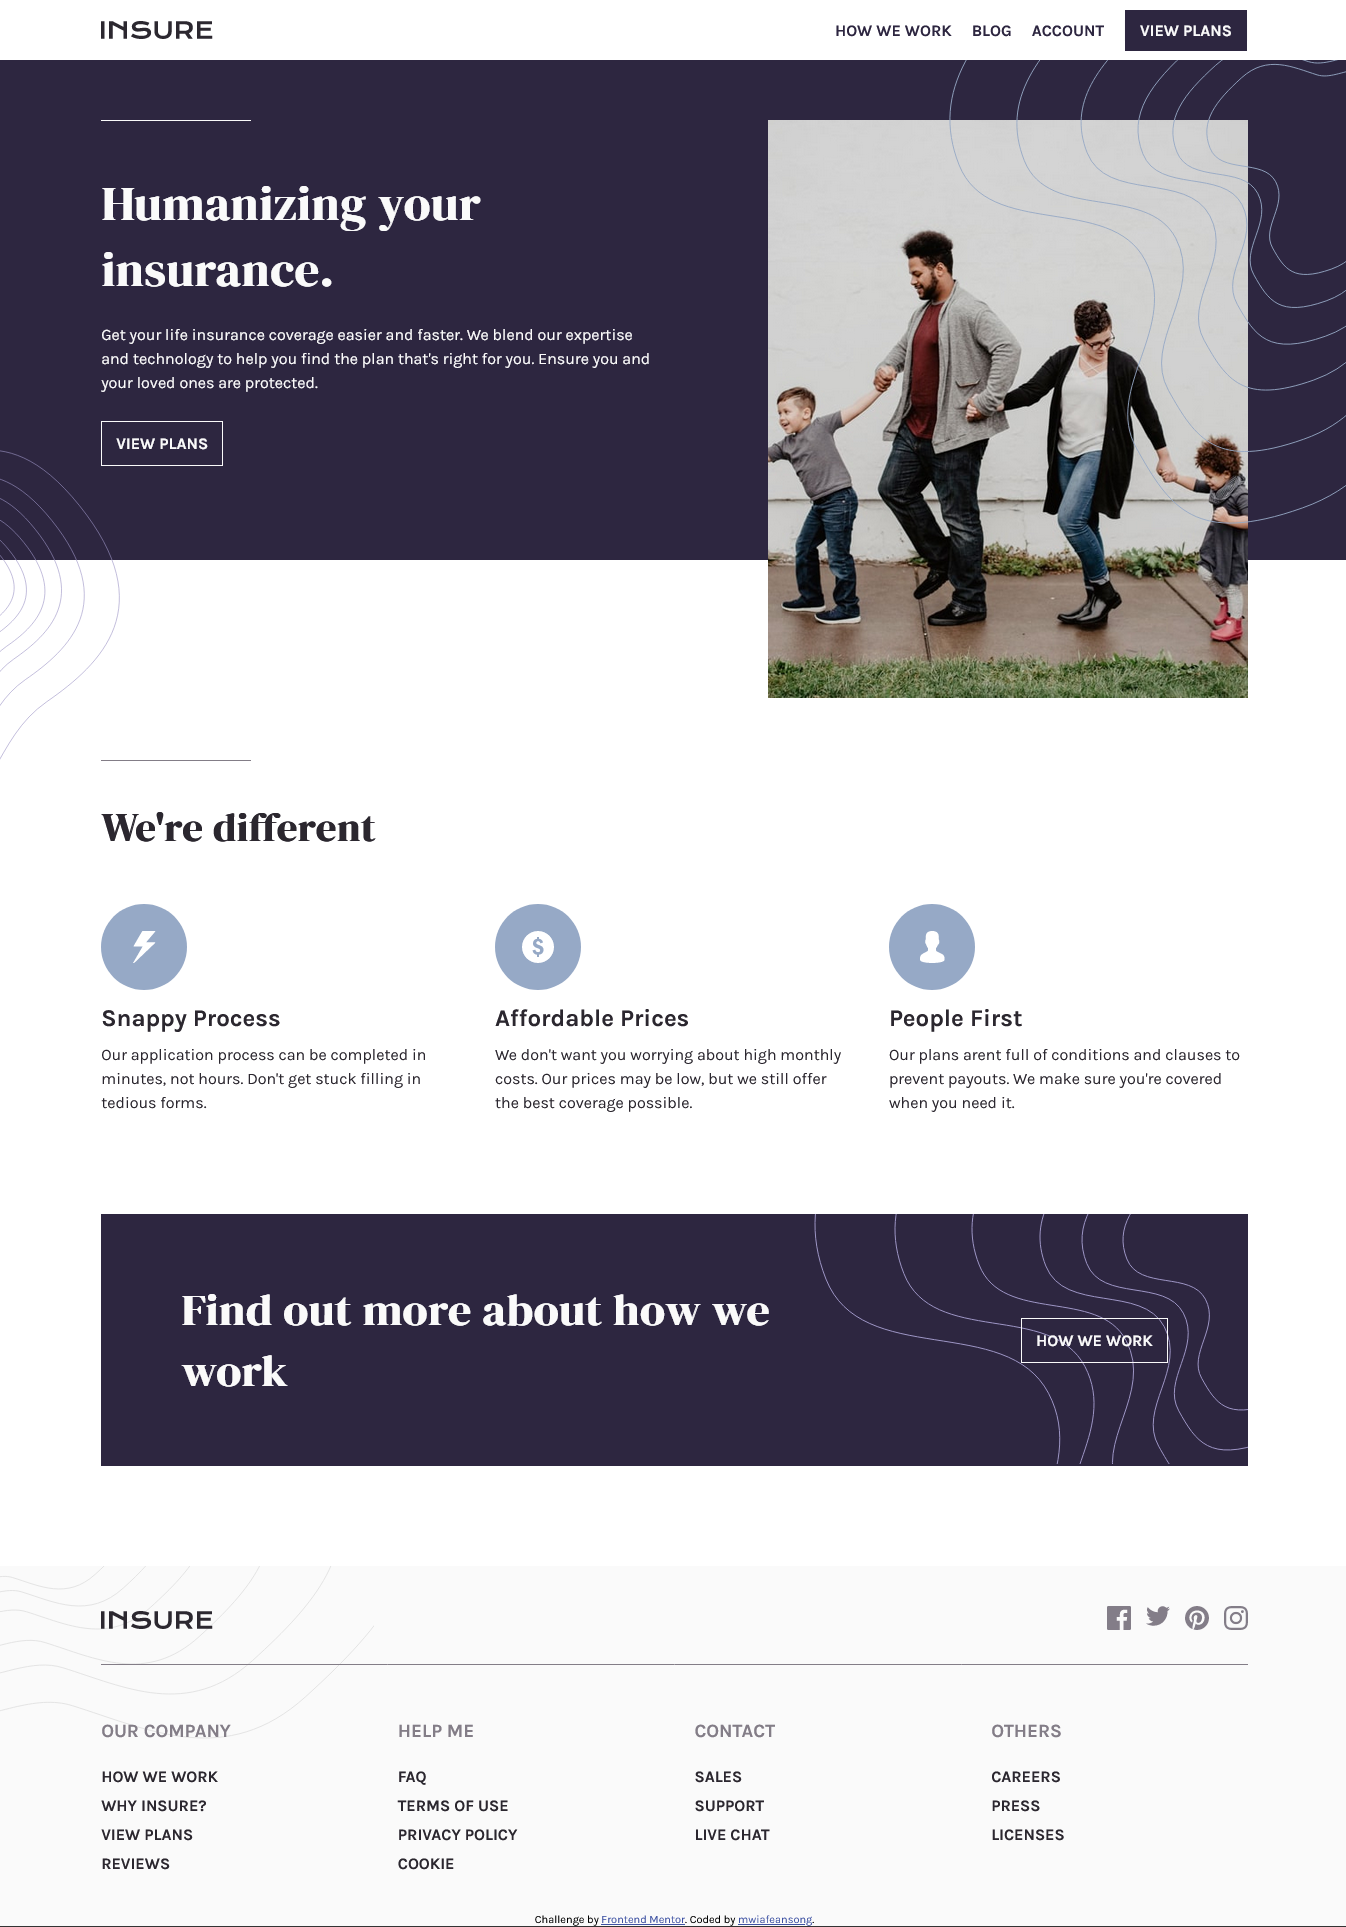 INSURE
HOW WE WORK BLOG ACCOUNT VIEW PLANS
Humanizing your
insurance.
Get your life insurance coverage easier and faster. We blend our expertise
and technology to help you find the plan that's right for you. Ensure you and
your loved ones are protected.
VIEW PLANS
We're different
Snappy Process
Our application process can be completed in
minutes, not hours. Don't get stuck filling in
tedious forms.
Affordable Prices
We don't want you worrying about high monthly
costs. Our prices may be low, but we still offer
the best coverage possible.
People First
Our plans arent full of conditions and clauses to
prevent payouts. We make sure you're covered
when you need it.
Find out more about how we
work
HOW WE WORK
INSURE
OUR COMPANY
HOW WE WORK
WHY INSURE?
VIEW PLANS
REVIEWS
HELP ME
FAQ
TERMS OF USE
PRIVACY POLICY
COOKIE
CONTACT
SALES
SUPPORT
LIVE CHAT
OTHERS
CAREERS
PRESS
LICENSES
Challenge by Frontend Mentor. Coded by mwiafeansong.